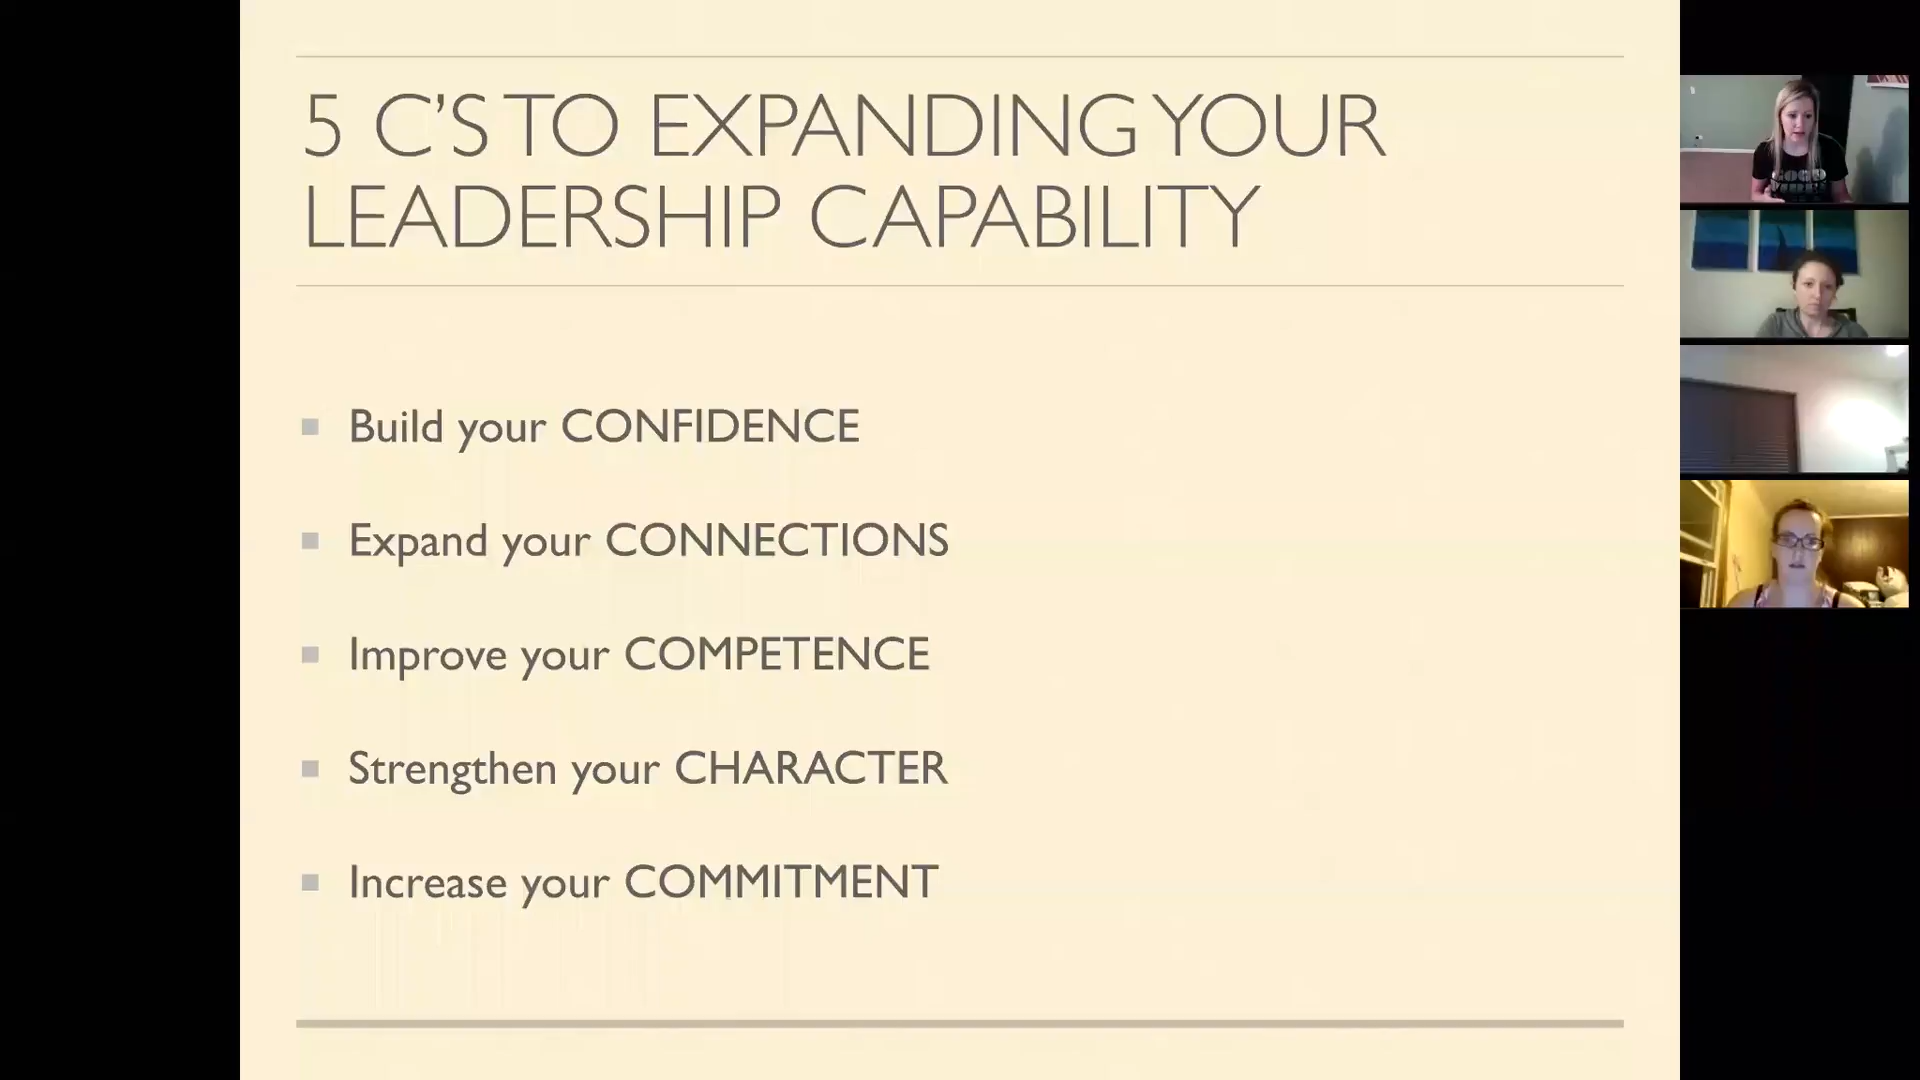 5 C'S TO EXPANDING YOUR
LEADERSHIP CAPABILITY
Build your CONFIDENCE
Expand your CONNECTIONS
Improve your COMPETENCE
Strengthen your CHARACTER
Increase your COMMITMENT